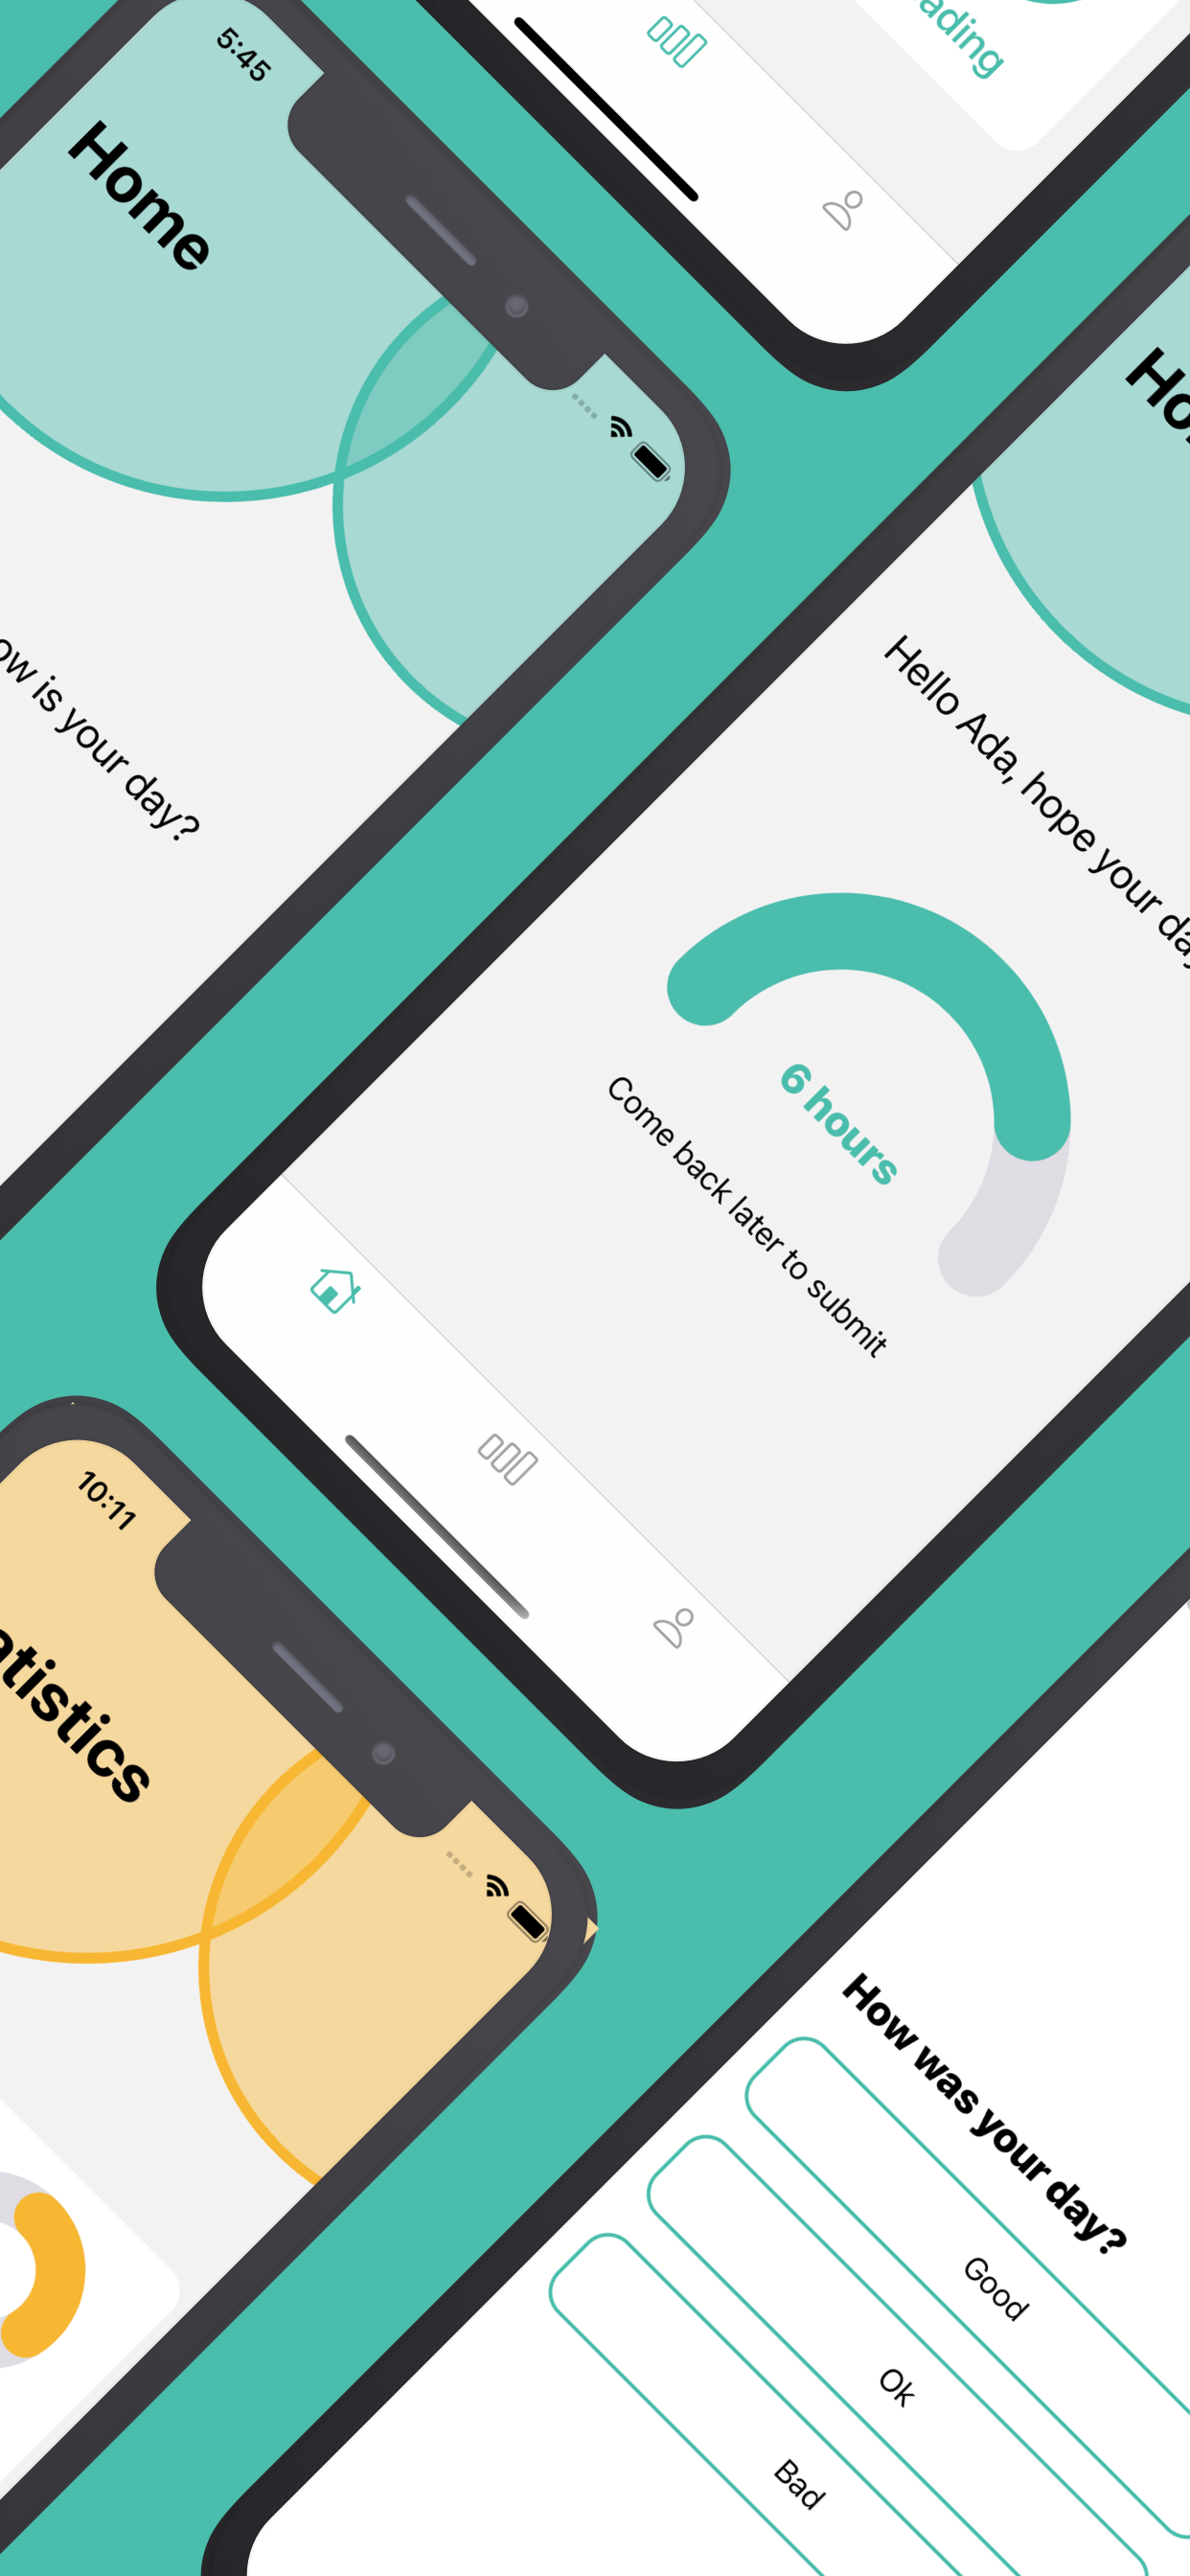 5:45
Home
ow is your day?
ading
Ho
Hello Ada, hope your da
6 hours
Come back later to submit
10:11
atistics
How was your day?
Good
Ok
Bad